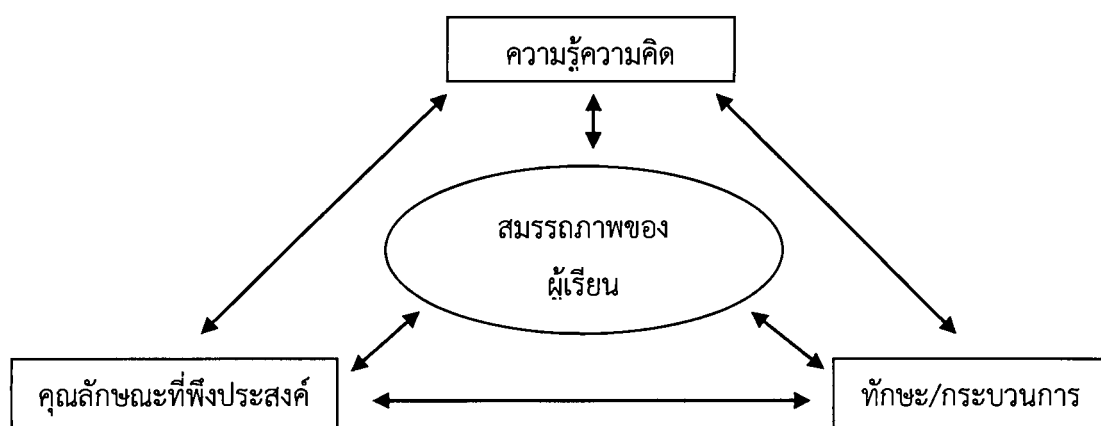 ความรู้ความคิด
สมรรถภาพของ
ผู้เรียน
คุณลักษณะที่พึงประสงค์
ทักษะ/กระบวนการ